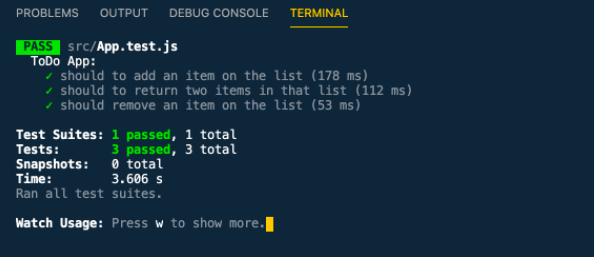 PROBLEMS OUTPUT DEBUG CONSOLE TERMINAL
PASS src/App.test.js
ToDo App:
✓ should to add an item on the list (178 ms)
✓ should to return two items in that list (112 ms)
✓ should remove an item on the list (53 ms)
Test Suites: 1 passed, 1 total
Tests: 3 passed, 3 total
Snapshots: 0 total
Time: 3.606 s
Ran all test suites.
Watch Usage: Press w to show more.